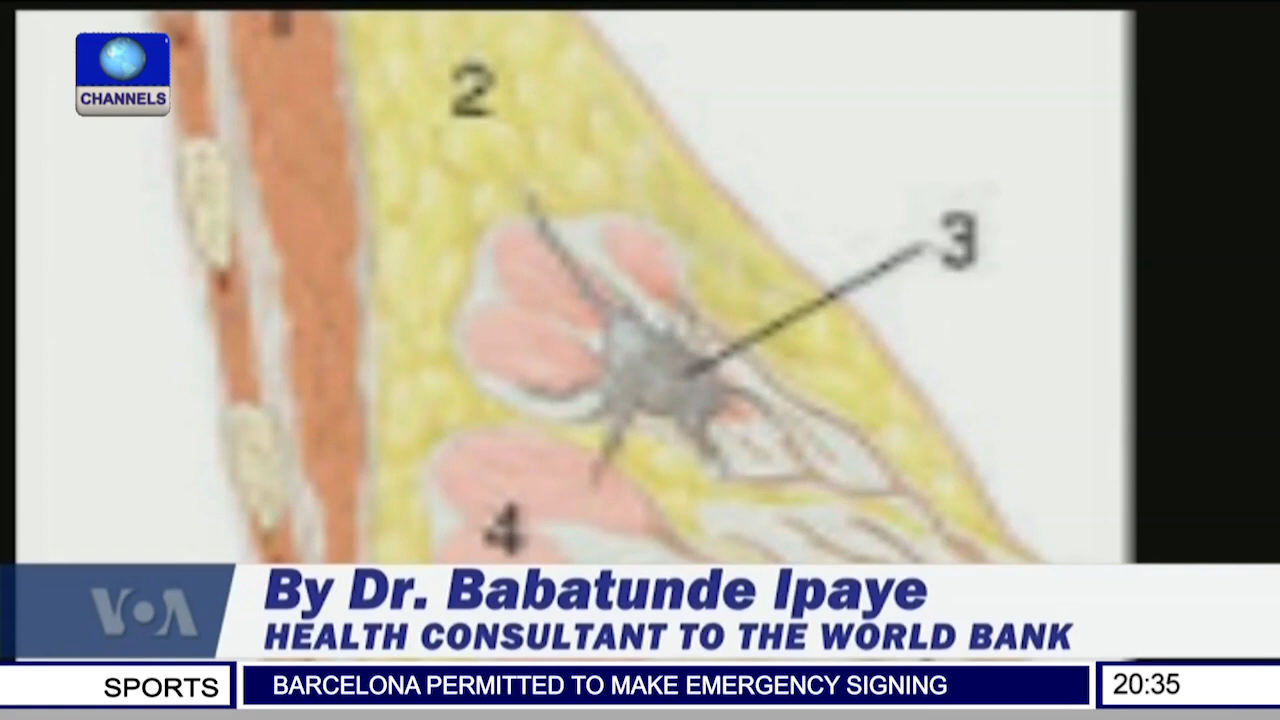 CHANNELS
2
3
4
VOA
By Dr. Babatunde Ipaye
HEALTH CONSULTANT TO THE WORLD BANK
SPORTS
BARCELONA PERMITTED TO MAKE EMERGENCY SIGNING
20:35